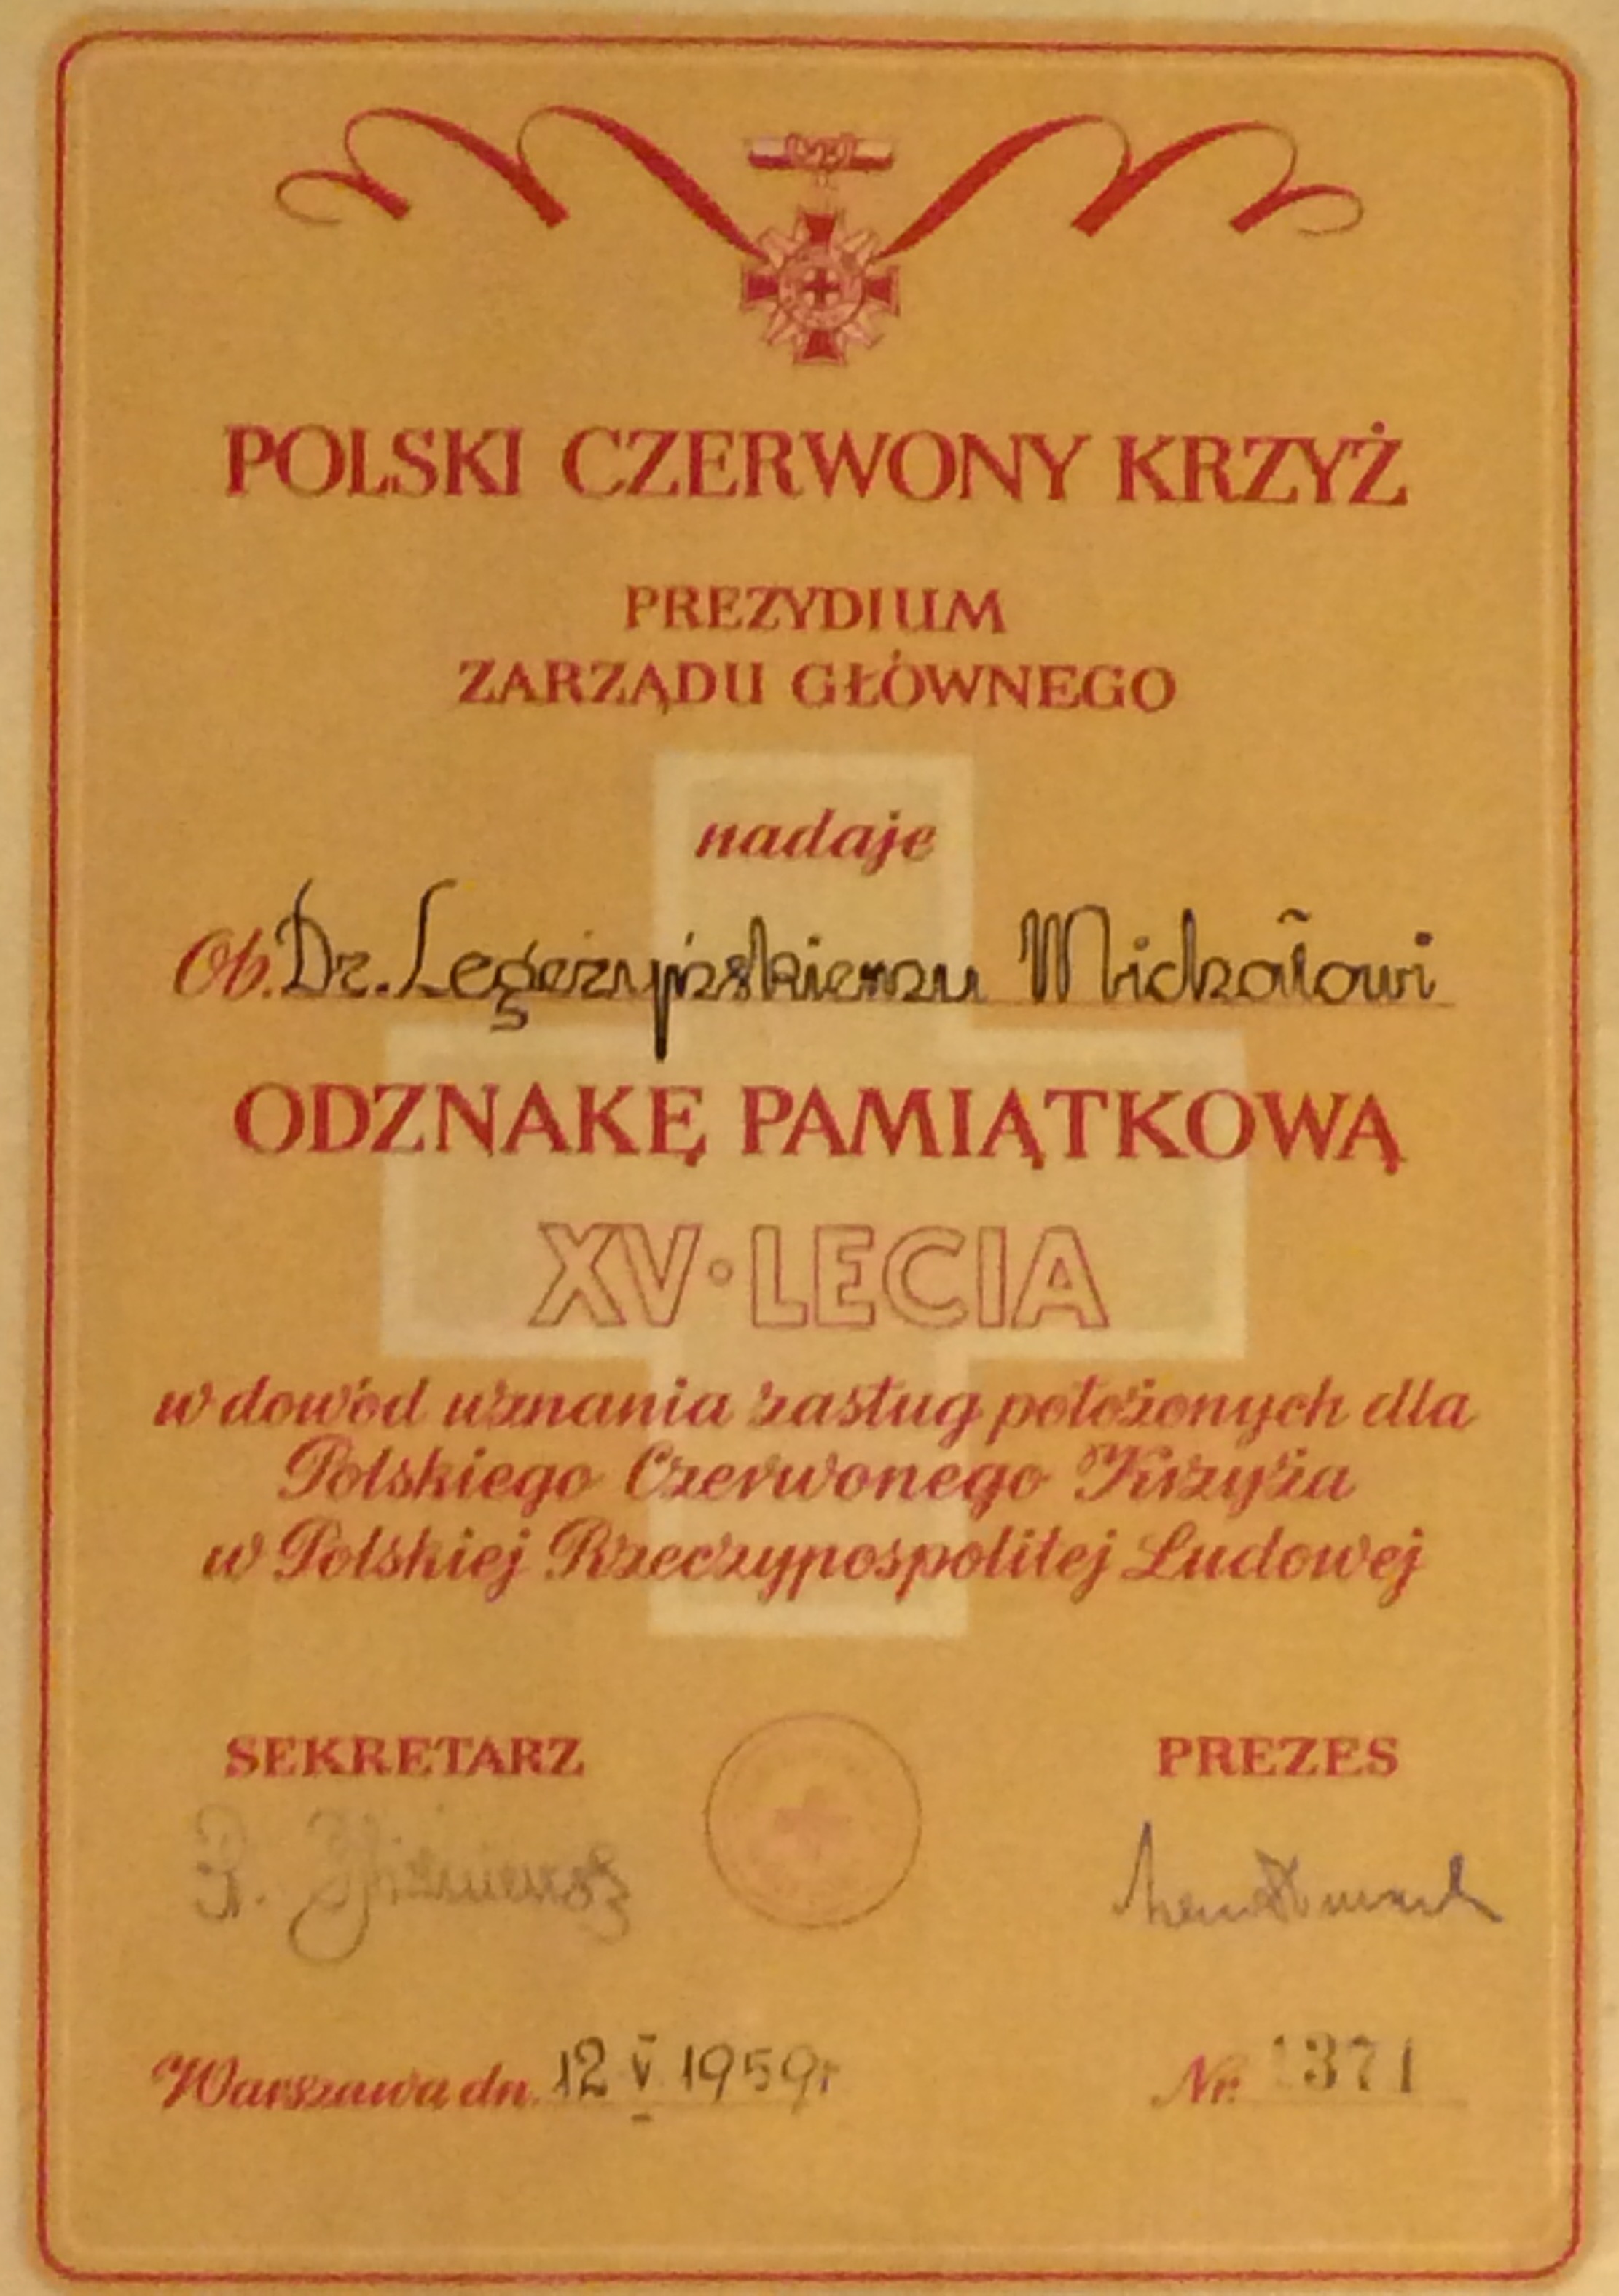 POLSKI CZERWONY KRZYŻ
PREZYDIUM
ZARZĄDU GŁÓWNEGO
nadaje
Ob. Dr. Legeżyńskiemu Michałowi
ODZNAKĘ PAMIĄTKOWĄ
XV·LECIA
w dowód uznania zasług położonych dla
Polskiego Czerwonego Krzyża
w Polskiej Rzeczypospolitej Ludowej
SEKRETARZ PREZES
Warszawa dn. 12 V 1959r Nr. 1371